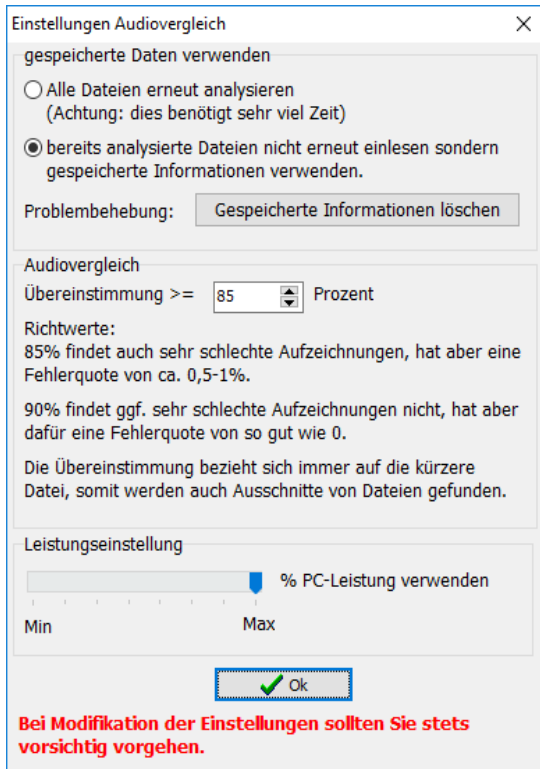 Einstellungen Audiovergleich
gespeicherte Daten verwenden
Alle Dateien erneut analysieren
(Achtung: dies benötigt sehr viel Zeit)
bereits analysierte Dateien nicht erneut einlesen sondern
gespeicherte Informationen verwenden.
Problembehebung: Gespeicherte Informationen löschen
Audiovergleich
Übereinstimmung >= 85 Prozent
Richtwerte:
85% findet auch sehr schlechte Aufzeichnungen, hat aber eine
Fehlerquote von ca. 0,5-1%.
90% findet ggf. sehr schlechte Aufzeichnungen nicht, hat aber
dafür eine Fehlerquote von so gut wie 0.
Die Übereinstimmung bezieht sich immer auf die kürzere
Datei, somit werden auch Ausschnitte von Dateien gefunden.
Leistungseinstellung
% PC-Leistung verwenden
Min Max
Ok
Bei Modifikation der Einstellungen sollten Sie stets
vorsichtig vorgehen.